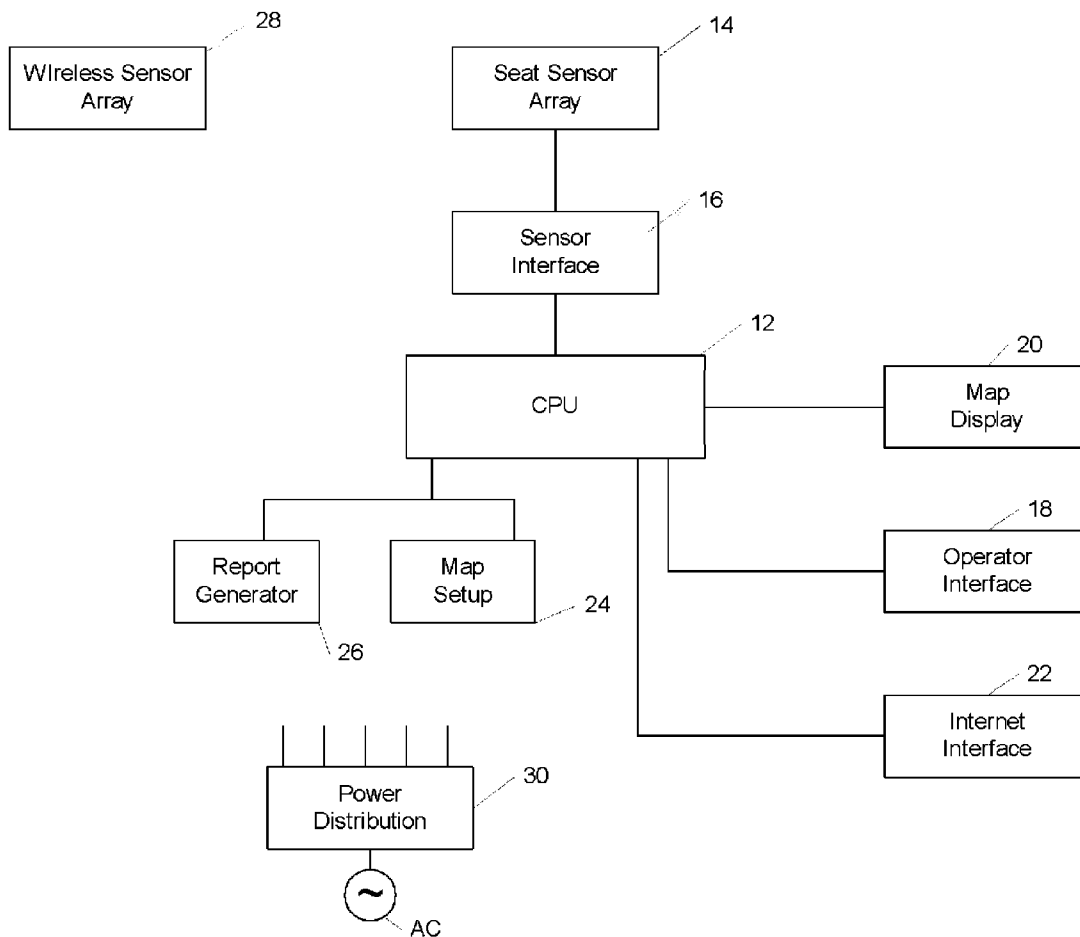 28
WIreless Sensor
Array
14
Seat Sensor
Array
16
Sensor
Interface
12
CPU
20
Map
Display
18
Operator
Interface
Report
Generator
26
Map
Setup
24
22
Internet
Interface
30
Power
Distribution
~
AC